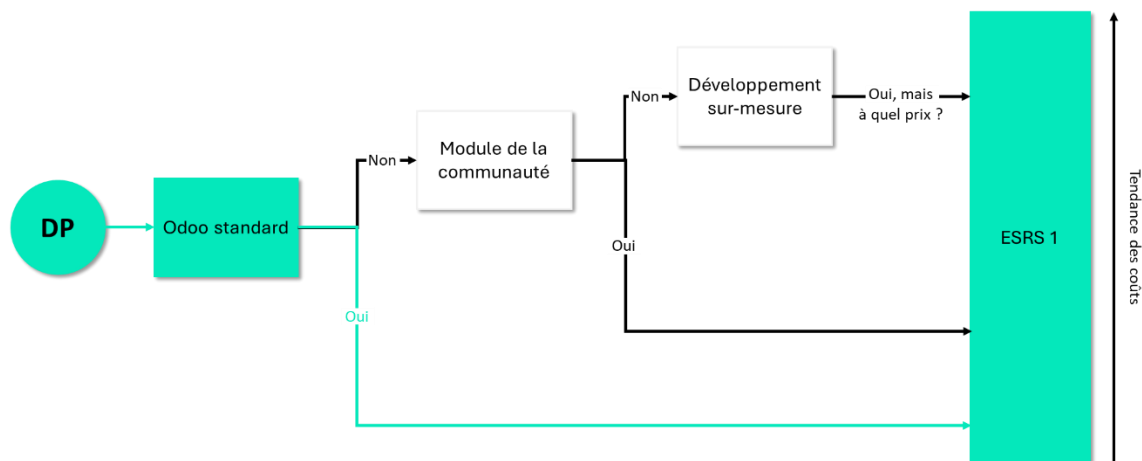 DP
Odoo standard
Non
Oui
Module de la
communauté
Non
Oui
Développement
sur-mesure
Oui, mais
à quel prix ?
ESRS 1
Tendance des coûts